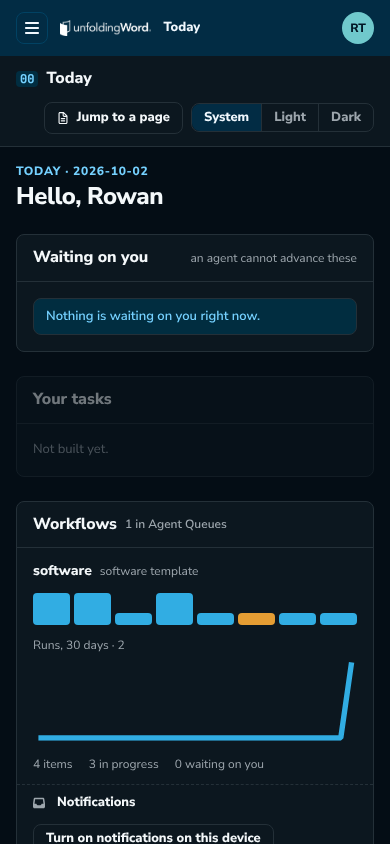 unfoldingWord. Today
RT
00 Today
Jump to a page System Light Dark
TODAY · 2026-10-02
Hello, Rowan
Waiting on you an agent cannot advance these
Nothing is waiting on you right now.
Your tasks
Not built yet.
Workflows 1 in Agent Queues
software software template
Runs, 30 days · 2
4 items 3 in progress 0 waiting on you
Notifications
Turn on notifications on this device